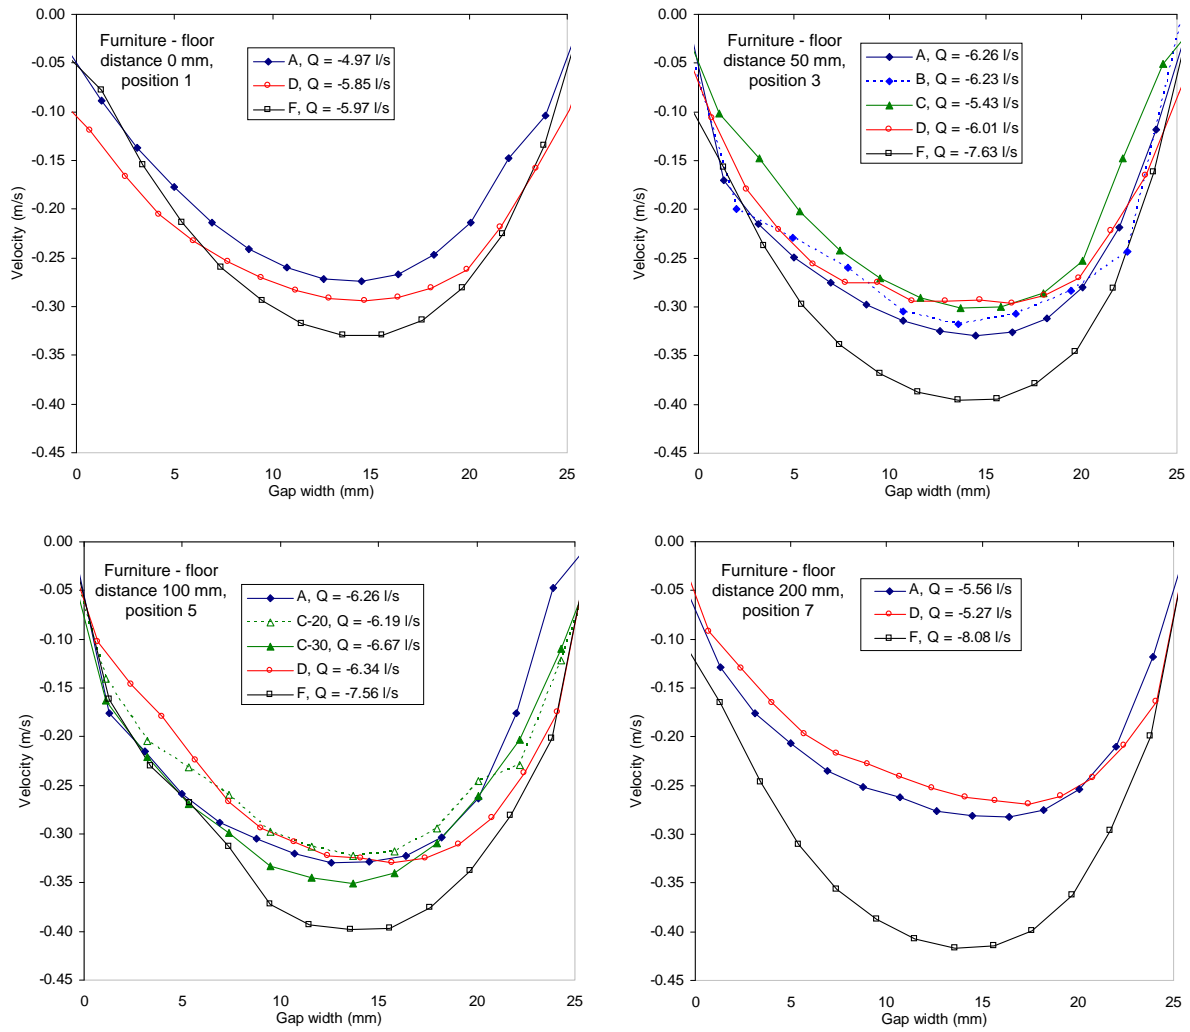 0.00
-0.05
-0.10
-0.15
-0.20
-0.25
-0.30
-0.35
-0.40
-0.45
Velocity (m/s)
Furniture - floor
distance 0 mm,
position 1
A, Q = -4.97 l/s
D, Q = -5.85 l/s
F, Q = -5.97 l/s
0 5 10 15 20 25
Gap width (mm)
0.00
-0.05
-0.10
-0.15
-0.20
-0.25
-0.30
-0.35
-0.40
-0.45
Velocity (m/s)
Furniture - floor
distance 50 mm,
position 3
A, Q = -6.26 l/s
B, Q = -6.23 l/s
C, Q = -5.43 l/s
D, Q = -6.01 l/s
F, Q = -7.63 l/s
0 5 10 15 20 25
Gap width (mm)
0.00
-0.05
-0.10
-0.15
-0.20
-0.25
-0.30
-0.35
-0.40
-0.45
Velocity (m/s)
Furniture - floor
distance 100 mm,
position 5
A, Q = -6.26 l/s
C-20, Q = -6.19 l/s
C-30, Q = -6.67 l/s
D, Q = -6.34 l/s
F, Q = -7.56 l/s
0 5 10 15 20 25
Gap width (mm)
0.00
-0.05
-0.10
-0.15
-0.20
-0.25
-0.30
-0.35
-0.40
-0.45
Velocity (m/s)
Furniture - floor
distance 200 mm,
position 7
A, Q = -5.56 l/s
D, Q = -5.27 l/s
F, Q = -8.08 l/s
0 5 10 15 20 25
Gap width (mm)